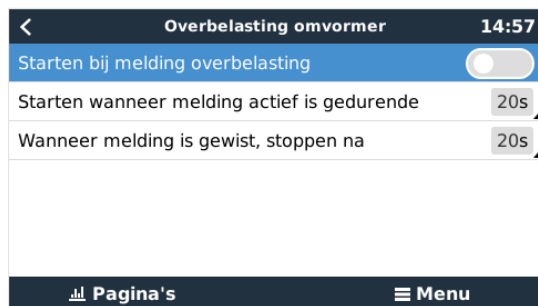 Overbelasting omvormer 14:57
Starten bij melding overbelasting
Starten wanneer melding actief is gedurende 20s
Wanneer melding is gewist, stoppen na 20s
Pagina's Menu